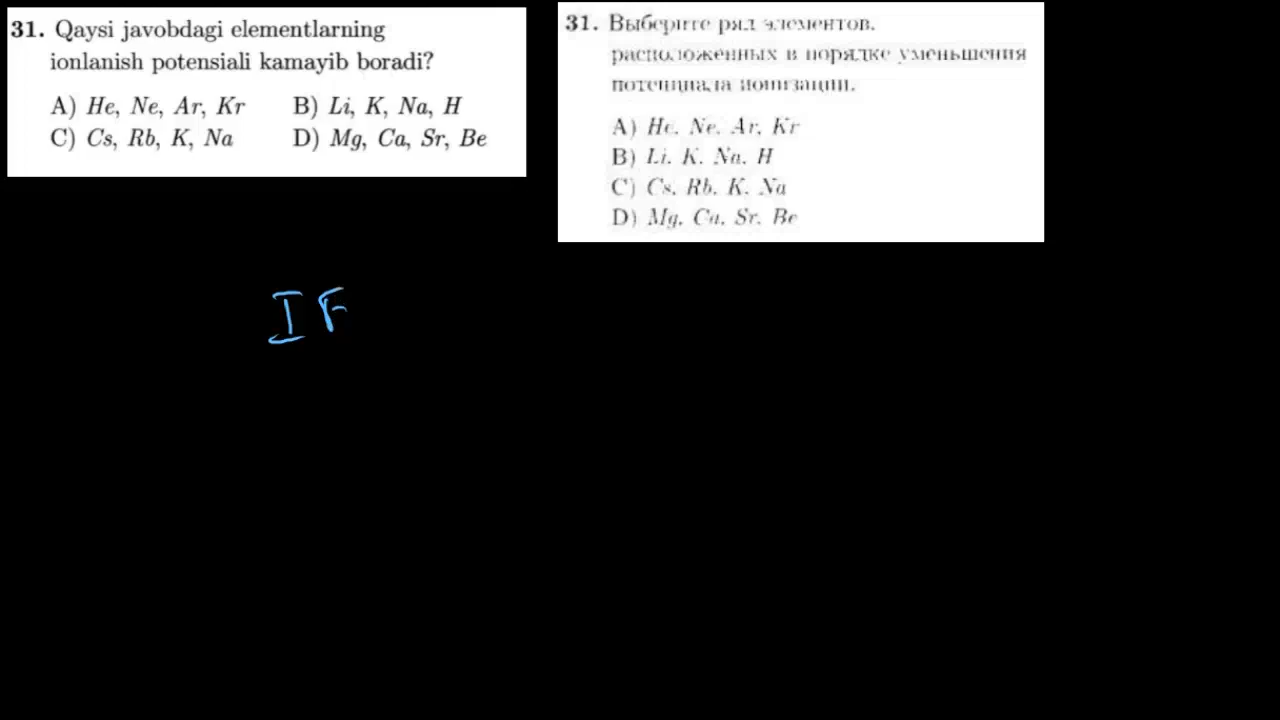 31. Qaysi javobdagi elementlarning
ionlanish potensiali kamayib boradi?
A) He, Ne, Ar, Kr B) Li, K, Na, H
C) Cs, Rb, K, Na D) Mg, Ca, Sr, Be
31. Выберите ряд элементов.
расположенных в порядке уменьшения
потенциала ионизации.
A) He. Ne. Ar. Kr
B) Li. K. Na. H
C) Cs. Rb. K. Na
D) Mg. Ca. Sr. Be
I F